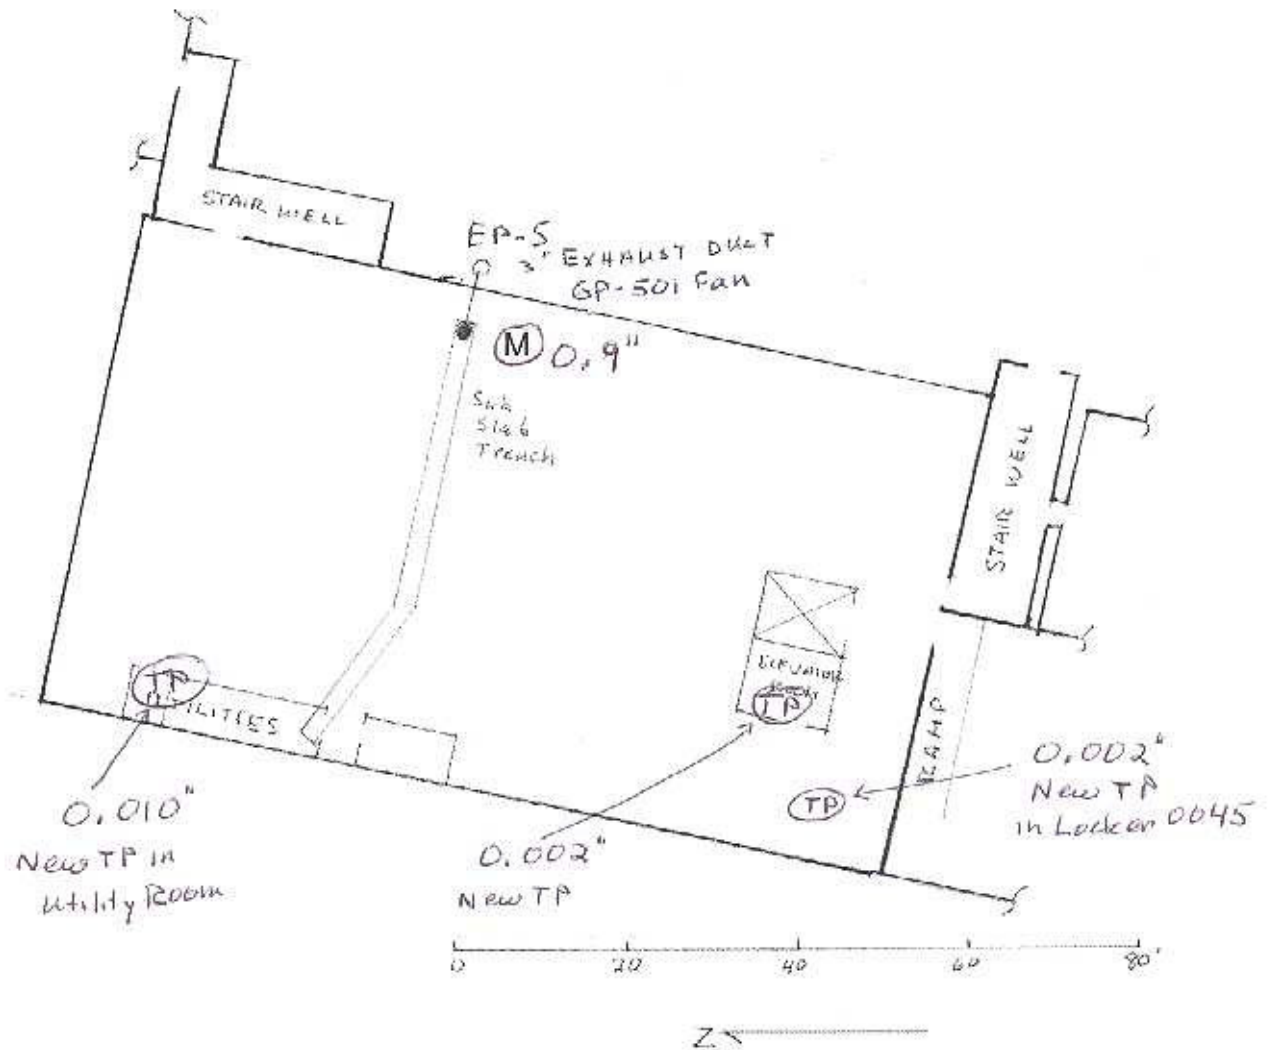 STAIR WELL
EP-5
3" EXHAUST DUCT
GP-501 Fan
M 0.9"
Sub
Slab
Trench
STAIR WELL
ELEVATOR
ROOM
TP
TP
UTILITIES
RAMP
TP
0.002"
New TP
in Locker 0045
0.010"
New TP in
Utility Room
0.002"
New TP
0 20 40 60 80'
Z